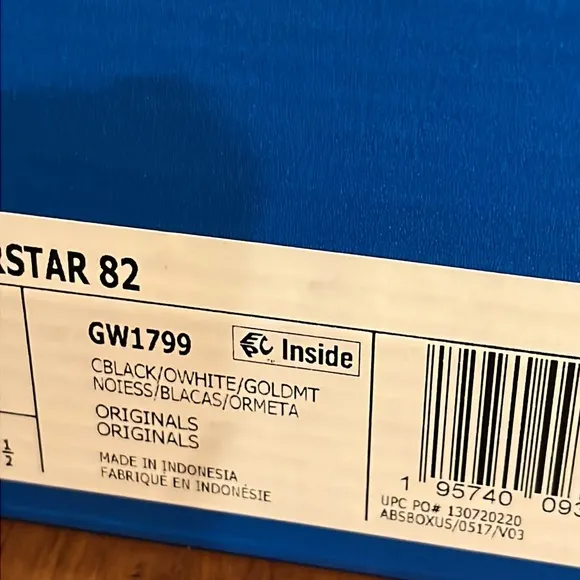 RSTAR 82
GW1799
Inside
CBLACK/OWHITE/GOLDMT
NOIESS/BLACAS/ORMETA
ORIGINALS
ORIGINALS
MADE IN INDONESIA
FABRIQUÉ EN INDONÉSIE
1/2
1 95740 093
UPC PO# 130720220
ABSBOXUS/0517/V03